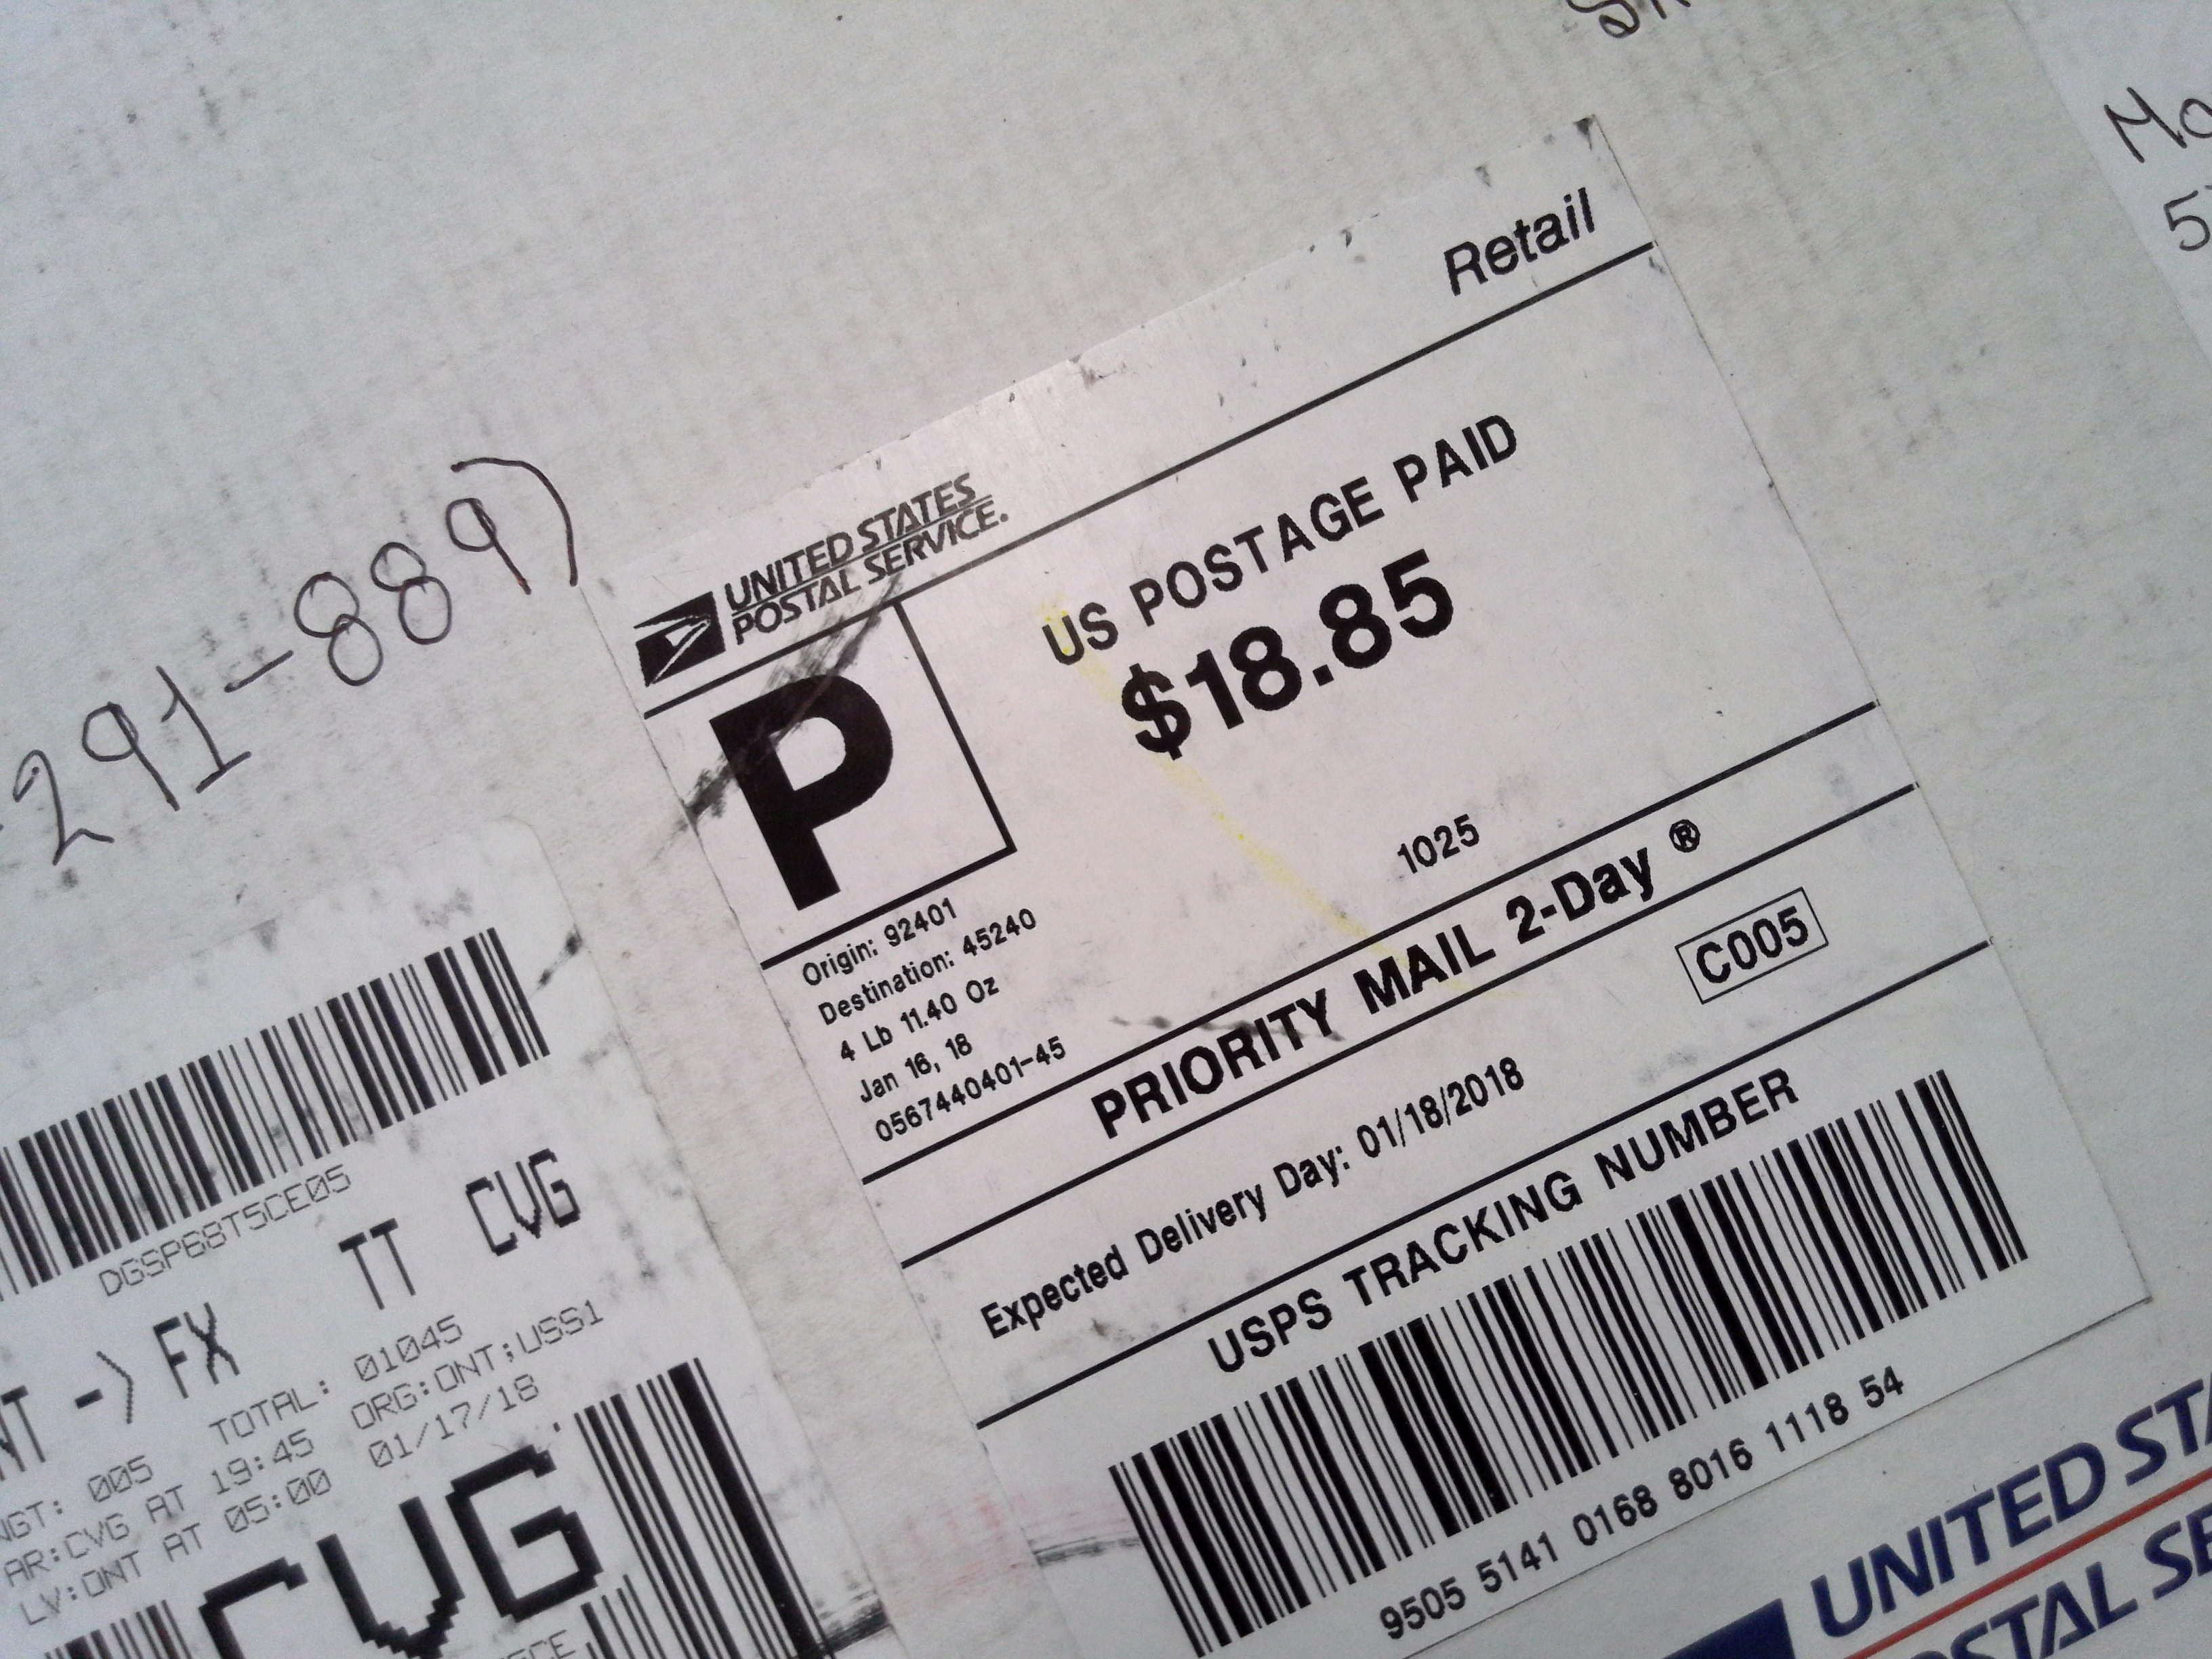 Mo
5
291-8897
Retail
UNITED STATES
POSTAL SERVICE.
P
US POSTAGE PAID
$18.85
Origin: 92401
Destination: 45240
4 Lb 11.40 Oz
Jan 16, 18
0567440401-45
1025
PRIORITY MAIL 2-Day ®
C005
Expected Delivery Day: 01/18/2018
USPS TRACKING NUMBER
9505 5141 0168 8016 1118 54
DGSP68T5CE05
TT CVG
NT -> FX
TOTAL: 01045
NGT: 005 ORG:ONT;USS1
AR:CVG AT 19:45 01/17/18
LV:ONT AT 05:00
CVG
UNITED STA
POSTAL SE